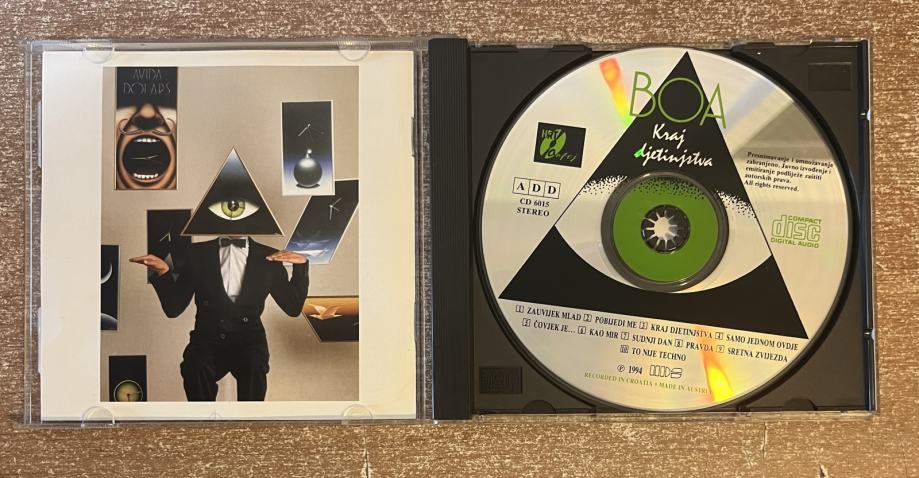 AVIDA
DOLARS
BOA
Kraj
djetinjstva
Presnimavanje i umnožavanje
zabranjeno. Javno izvođenje i
emitiranje podliježe zaštiti
autorskih prava.
All rights reserved.
A D D
CD 6015
STEREO
COMPACT
disc
DIGITAL AUDIO
1 ZAUVIJEK MLAD 2 POBIJEDI ME 3 KRAJ DJETINJSTVA 4 SAMO JEDNOM OVDJE
5 ČOVJEK JE... 6 KAO MIR 7 SUDNJI DAN 8 PRAVDA 9 SRETNA ZVIJEZDA
10 TO NIJE TECHNO
℗ 1994
RECORDED IN CROATIA • MADE IN AUSTRIA